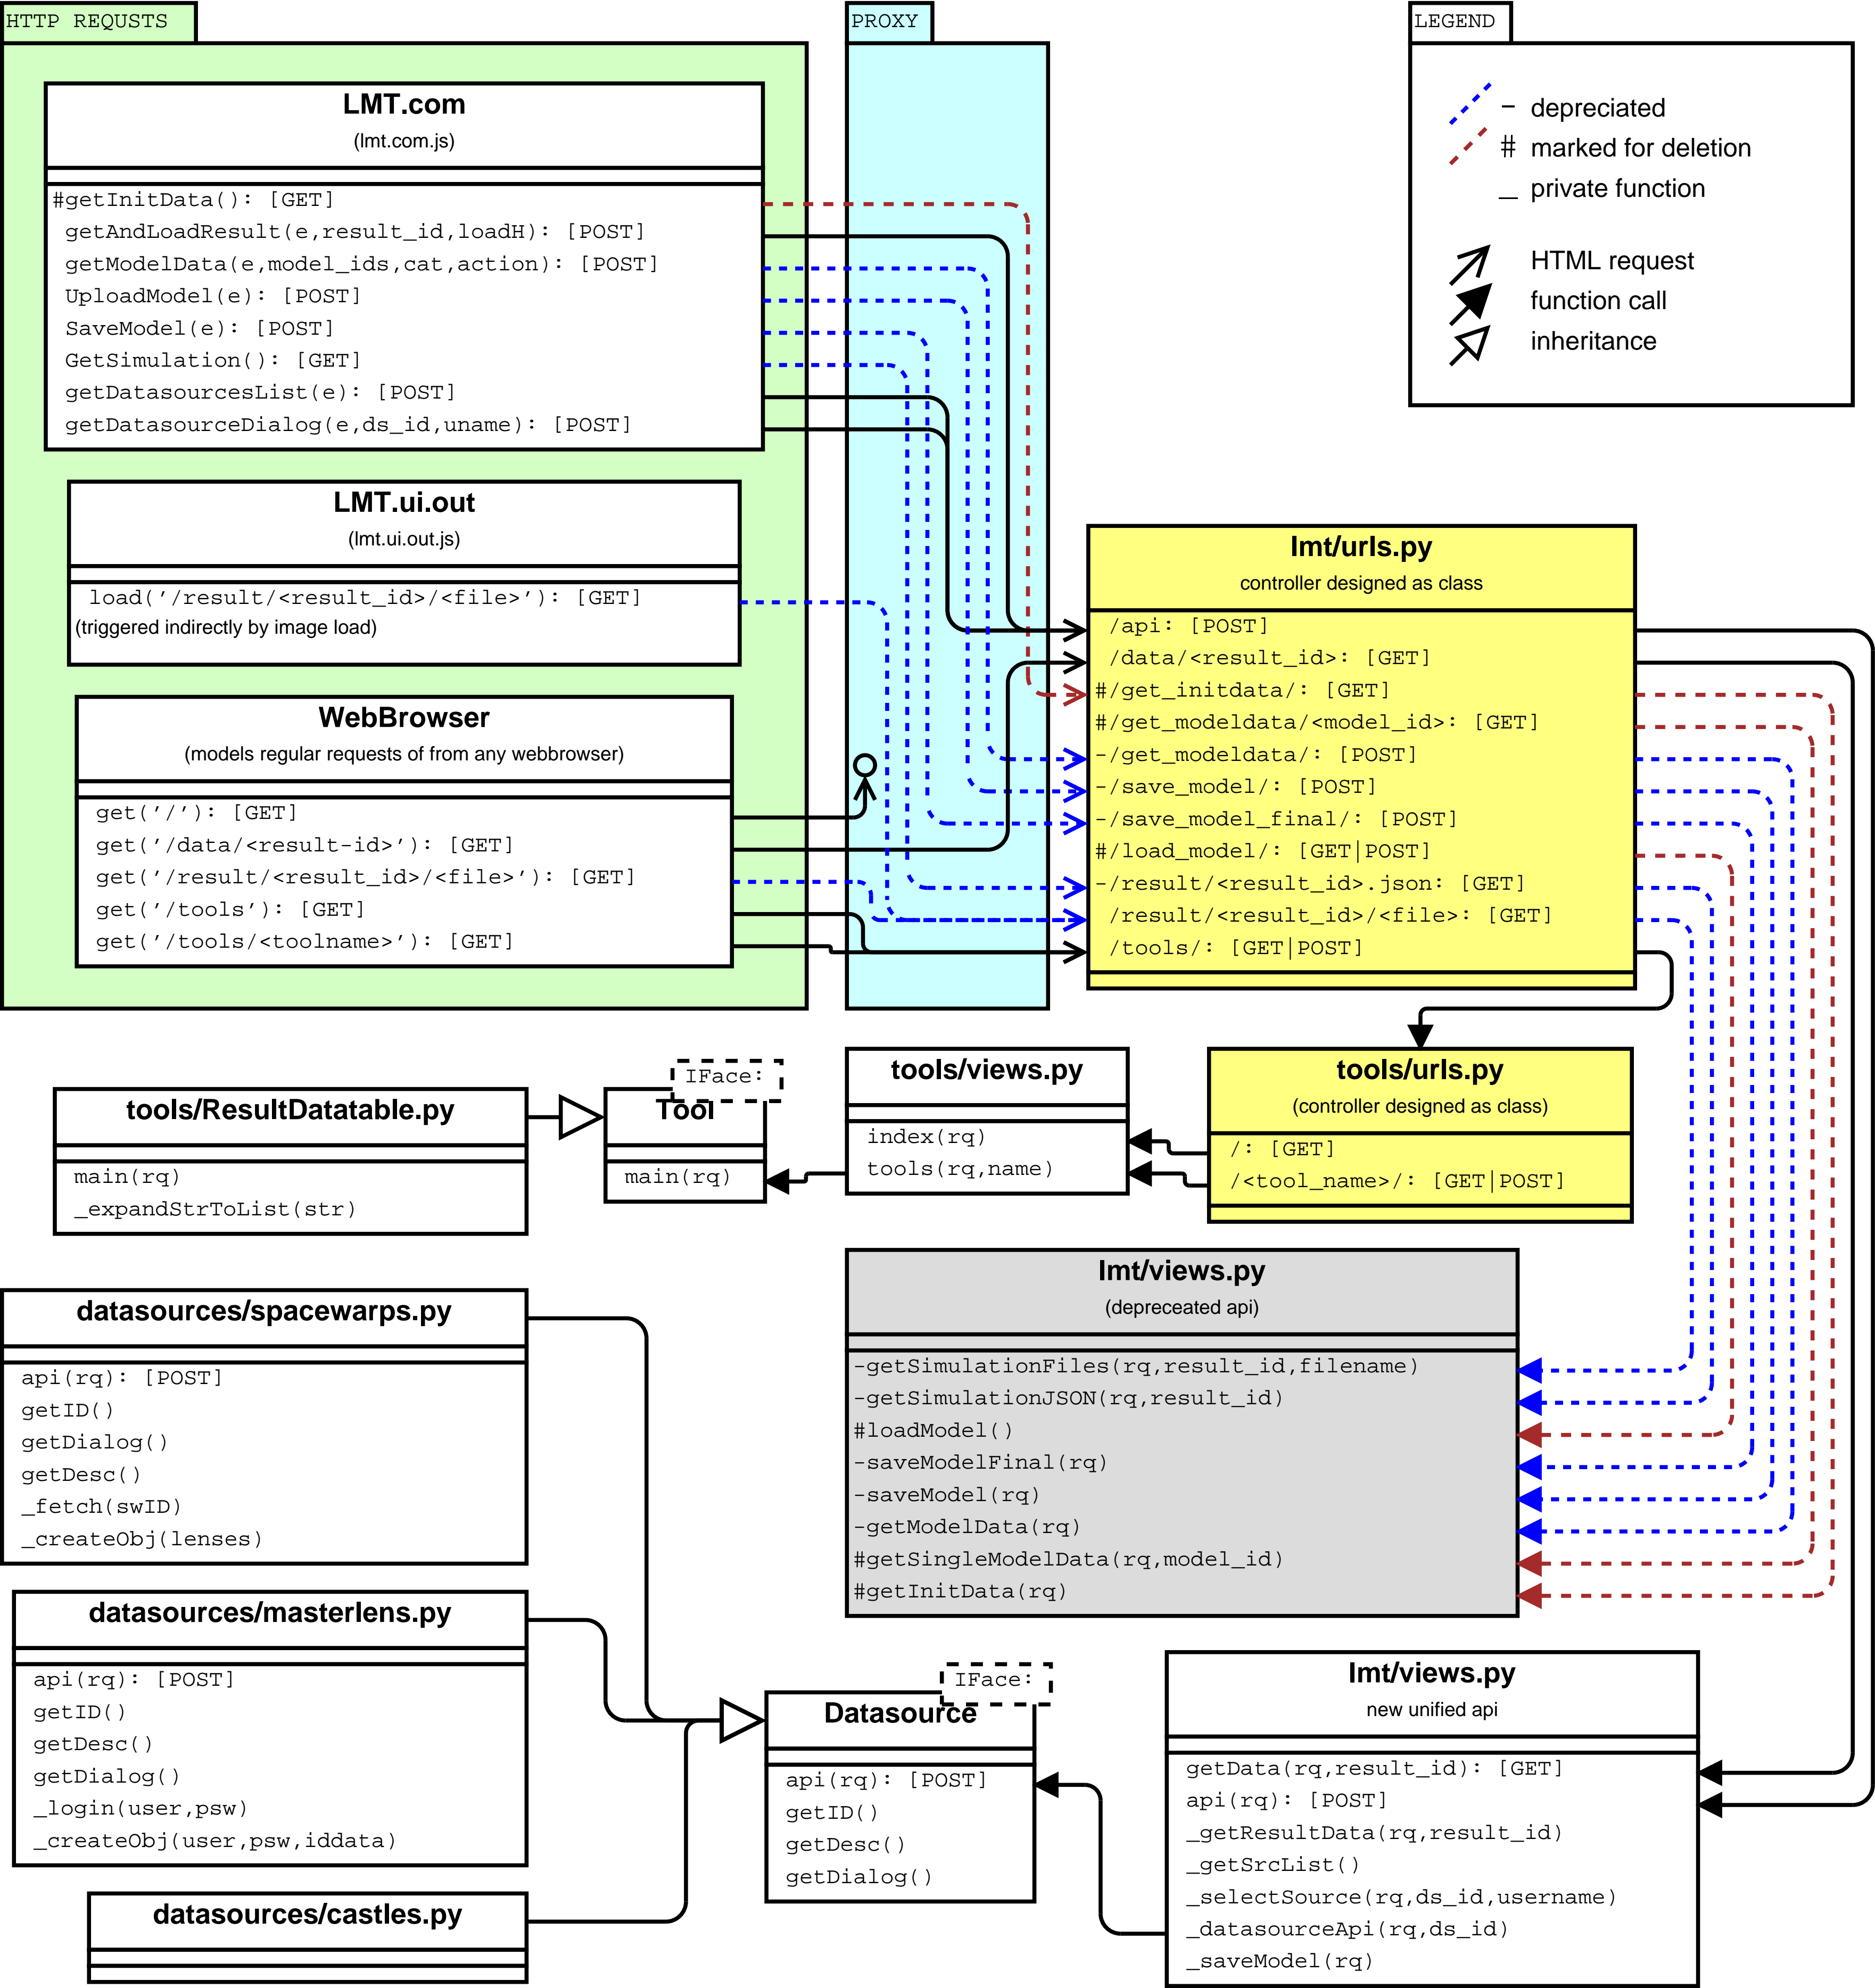 HTTP REQUSTS
LMT.com
(lmt.com.js)
#getInitData(): [GET]
getAndLoadResult(e,result_id,loadH): [POST]
getModelData(e,model_ids,cat,action): [POST]
UploadModel(e): [POST]
SaveModel(e): [POST]
GetSimulation(): [GET]
getDatasourcesList(e): [POST]
getDatasourceDialog(e,ds_id,uname): [POST]
LMT.ui.out
(lmt.ui.out.js)
load('/result/<result_id>/<file>'): [GET]
(triggered indirectly by image load)
WebBrowser
(models regular requests of from any webbrowser)
get('/'): [GET]
get('/data/<result-id>'): [GET]
get('/result/<result_id>/<file>'): [GET]
get('/tools'): [GET]
get('/tools/<toolname>'): [GET]
PROXY
LEGEND
- depreciated
# marked for deletion
_ private function
HTML request
function call
inheritance
lmt/urls.py
controller designed as class
/api: [POST]
/data/<result_id>: [GET]
#/get_initdata/: [GET]
#/get_modeldata/<model_id>: [GET]
-/get_modeldata/: [POST]
-/save_model/: [POST]
-/save_model_final/: [POST]
#/load_model/: [GET|POST]
-/result/<result_id>.json: [GET]
/result/<result_id>/<file>: [GET]
/tools/: [GET|POST]
tools/ResultDatatable.py
main(rq)
_expandStrToList(str)
IFace:
Tool
main(rq)
tools/views.py
index(rq)
tools(rq,name)
tools/urls.py
(controller designed as class)
/: [GET]
/<tool_name>/: [GET|POST]
lmt/views.py
(depreceated api)
-getSimulationFiles(rq,result_id,filename)
-getSimulationJSON(rq,result_id)
#loadModel()
-saveModelFinal(rq)
-saveModel(rq)
-getModelData(rq)
#getSingleModelData(rq,model_id)
#getInitData(rq)
datasources/spacewarps.py
api(rq): [POST]
getID()
getDialog()
getDesc()
_fetch(swID)
_createObj(lenses)
datasources/masterlens.py
api(rq): [POST]
getID()
getDesc()
getDialog()
_login(user,psw)
_createObj(user,psw,iddata)
datasources/castles.py
IFace:
Datasource
api(rq): [POST]
getID()
getDesc()
getDialog()
lmt/views.py
new unified api
getData(rq,result_id): [GET]
api(rq): [POST]
_getResultData(rq,result_id)
_getSrcList()
_selectSource(rq,ds_id,username)
_datasourceApi(rq,ds_id)
_saveModel(rq)